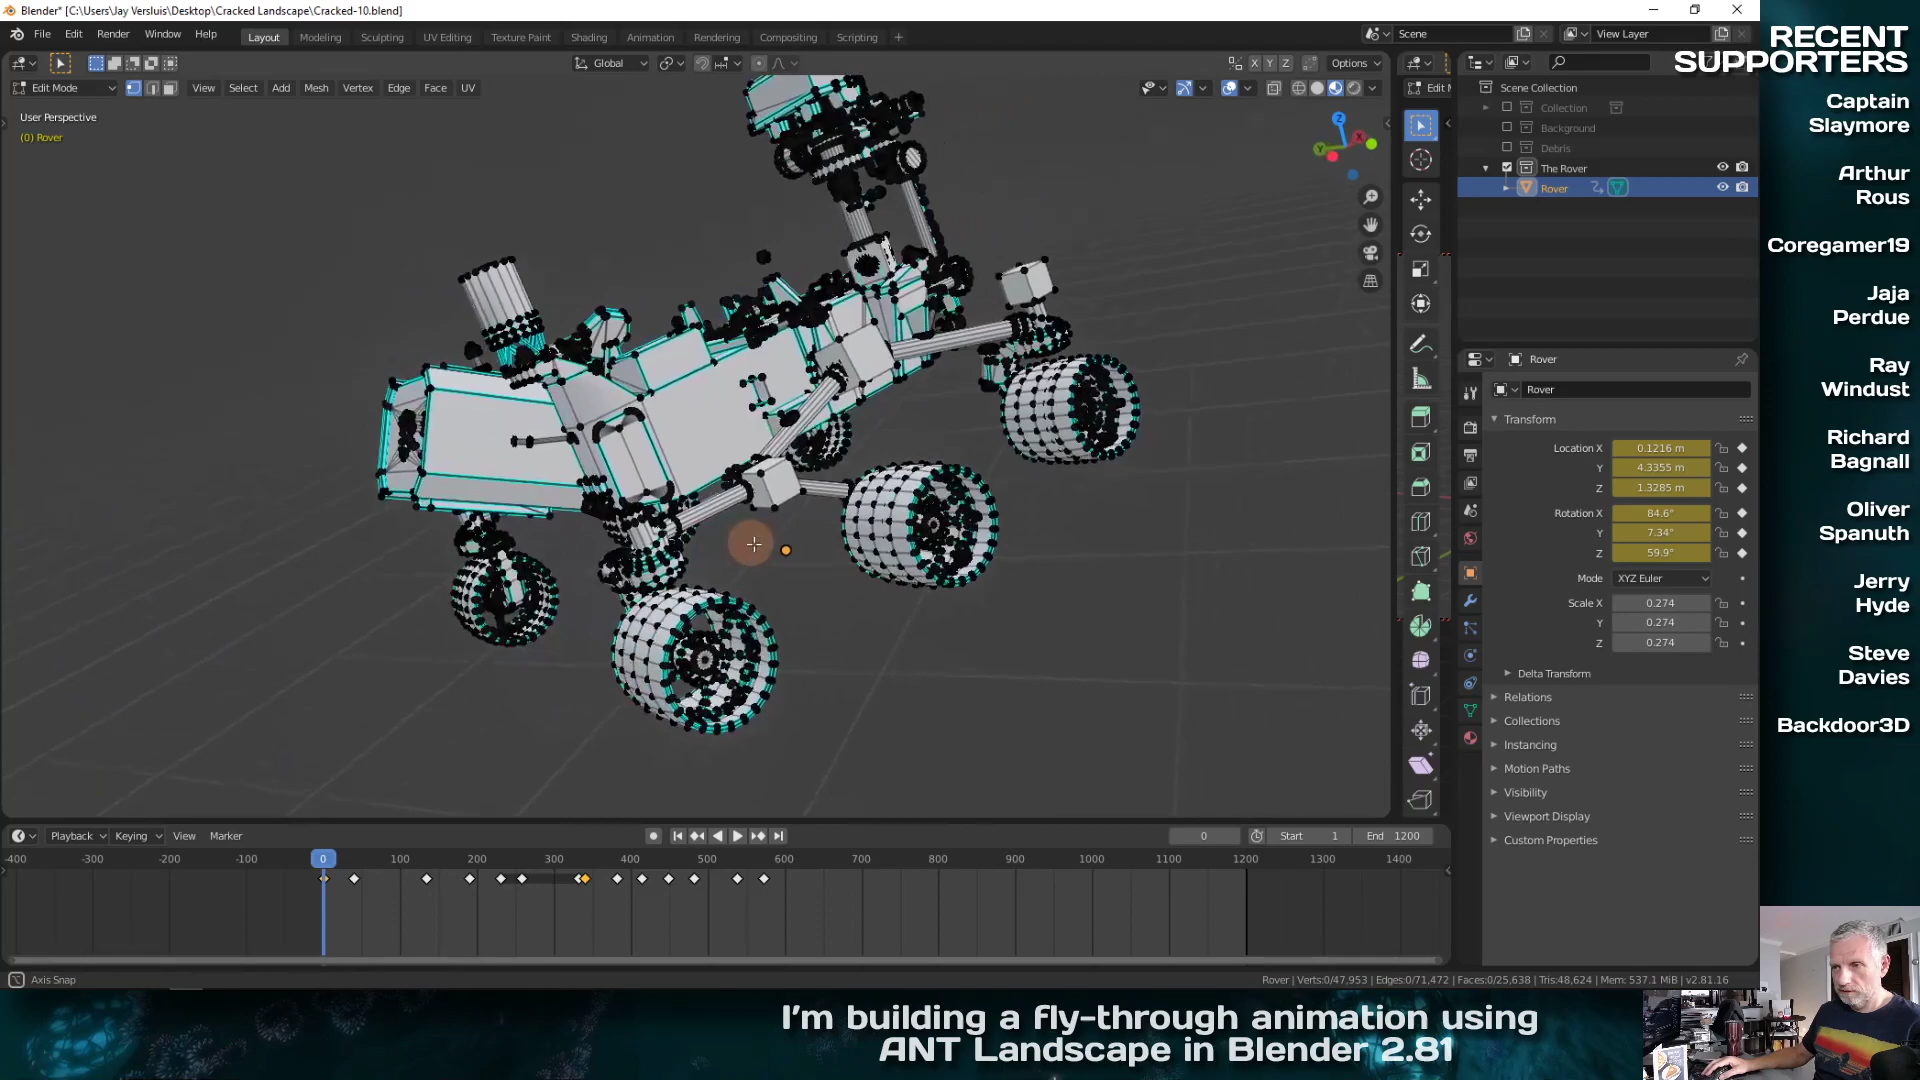 Blender* [C:\Users\Jay Versluis\Desktop\Cracked Landscape\Cracked-10.blend]
File Edit Render Window Help
Layout Modeling Sculpting UV Editing Texture Paint Shading Animation Rendering Compositing Scripting +
Scene
View Layer
Global
X Y Z
Options
Edit Mode
View Select Add Mesh Vertex Edge Face UV
User Perspective
(0) Rover
Z
Y
X
Scene Collection
Collection
Background
Debris
The Rover
Rover
Rover
Rover
Transform
Location X 0.1216 m
Y 4.3355 m
Z 1.3285 m
Rotation X 84.6°
Y 7.34°
Z 59.9°
Mode XYZ Euler
Scale X 0.274
Y 0.274
Z 0.274
Delta Transform
Relations
Collections
Instancing
Motion Paths
Visibility
Viewport Display
Custom Properties
Playback Keying View Marker
0
Start 1
End 1200
-400 -300 -200 -100 0 100 200 300 400 500 600 700 800 900 1000 1100 1200 1300 1400
Axis Snap
Rover | Verts:0/47,953 | Edges:0/71,472 | Faces:0/25,638 | Tris:48,624 | Mem: 537.1 MiB | v2.81.16
RECENT
SUPPORTERS
Captain
Slaymore
Arthur
Rous
Coregamer19
Jaja
Perdue
Ray
Windust
Richard
Bagnall
Oliver
Spanuth
Jerry
Hyde
Steve
Davies
Backdoor3D
I'm building a fly-through animation using
ANT Landscape in Blender 2.81